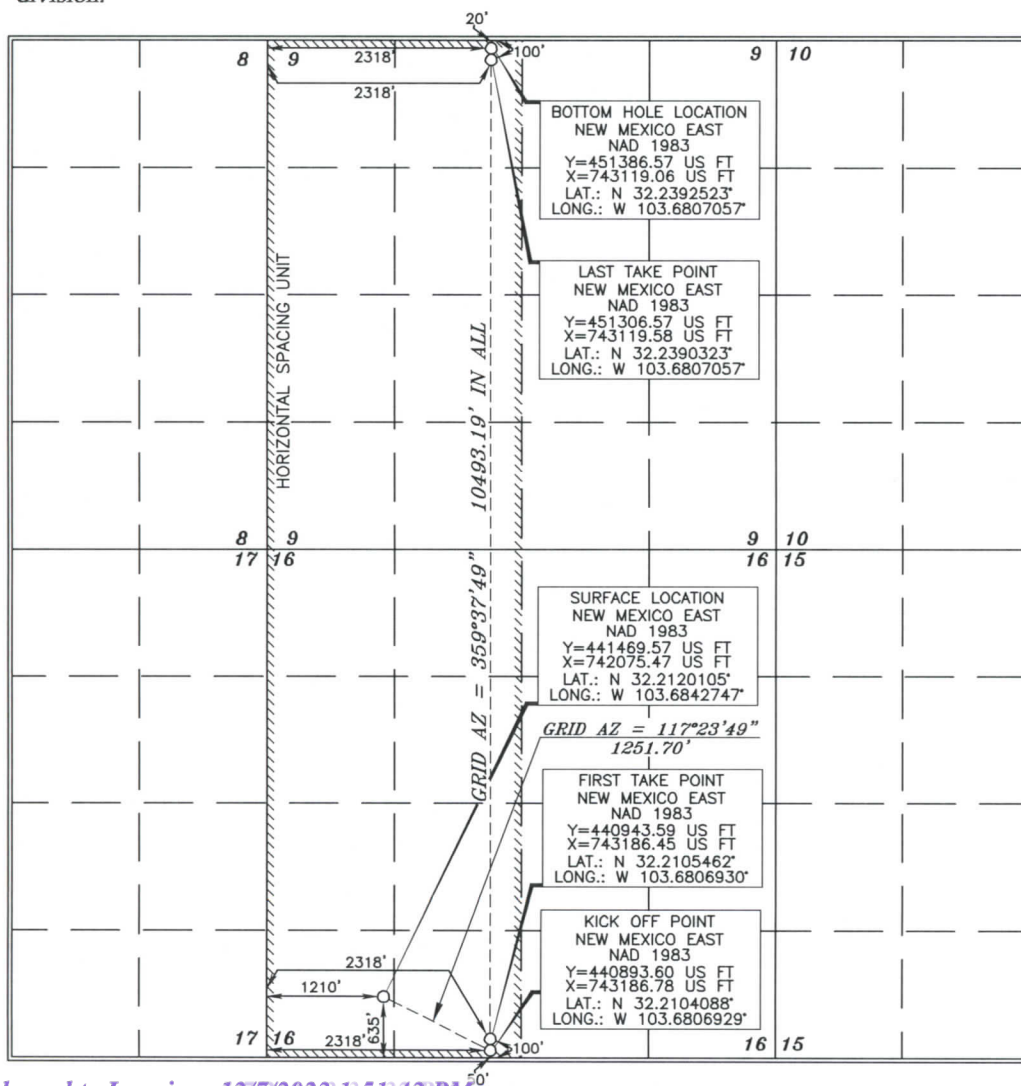 division.
20'
8 9
2318'
100'
9 10
2318'
BOTTOM HOLE LOCATION
NEW MEXICO EAST
NAD 1983
Y=451386.57 US FT
X=743119.06 US FT
LAT.: N 32.2392523°
LONG.: W 103.6807057°
LAST TAKE POINT
NEW MEXICO EAST
NAD 1983
Y=451306.57 US FT
X=743119.58 US FT
LAT.: N 32.2390323°
LONG.: W 103.6807057°
HORIZONTAL SPACING UNIT
GRID AZ = 359°37'49" 10493.19' IN ALL
8 9
17 16
9 10
16 15
SURFACE LOCATION
NEW MEXICO EAST
NAD 1983
Y=441469.57 US FT
X=742075.47 US FT
LAT.: N 32.2120105°
LONG.: W 103.6842747°
GRID AZ = 117°23'49"
1251.70'
FIRST TAKE POINT
NEW MEXICO EAST
NAD 1983
Y=440943.59 US FT
X=743186.45 US FT
LAT.: N 32.2105462°
LONG.: W 103.6806930°
KICK OFF POINT
NEW MEXICO EAST
NAD 1983
Y=440893.60 US FT
X=743186.78 US FT
LAT.: N 32.2104088°
LONG.: W 103.6806929°
2318'
1210'
635'
17 16
2318'
100'
16 15
50'